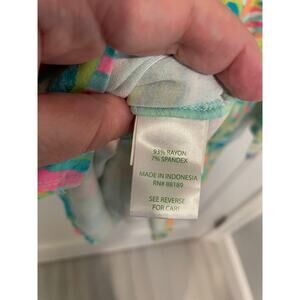 93% RAYON
7% SPANDEX
MADE IN INDONESIA
RN# 88189
SEE REVERSE
FOR CARE